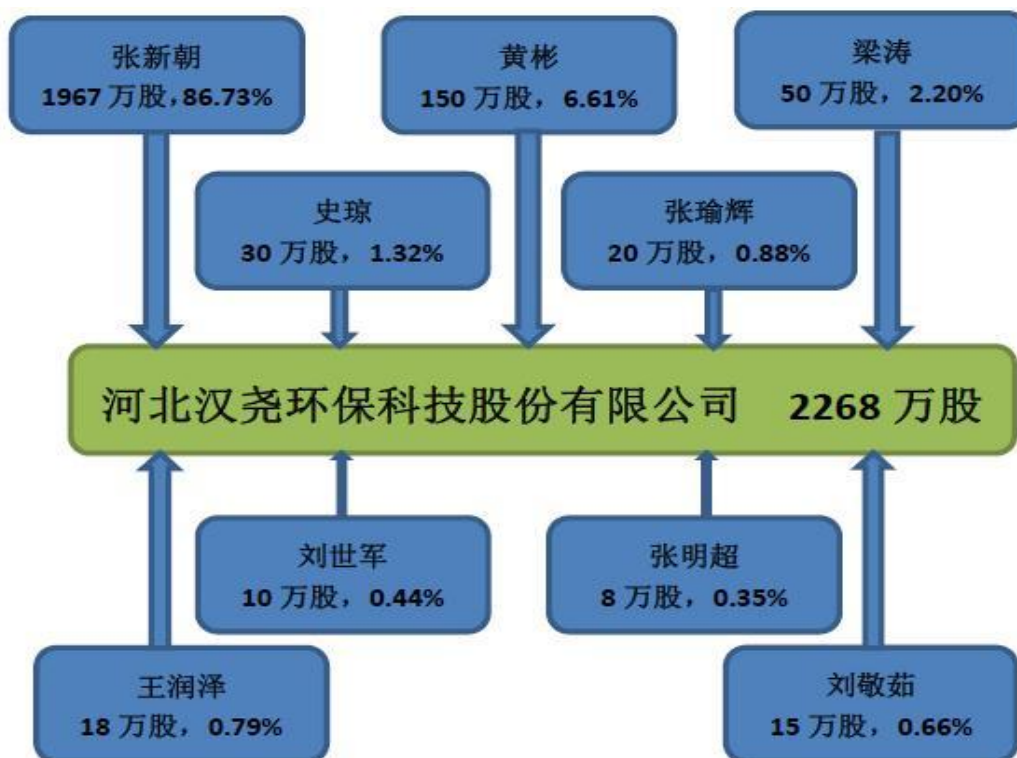 张新朝
1967 万股，86.73%
黄彬
150 万股，6.61%
梁涛
50 万股，2.20%
史琼
30 万股，1.32%
张瑜辉
20 万股，0.88%
河北汉尧环保科技股份有限公司 2268 万股
刘世军
10 万股，0.44%
张明超
8 万股，0.35%
王润泽
18 万股，0.79%
刘敬茹
15 万股，0.66%